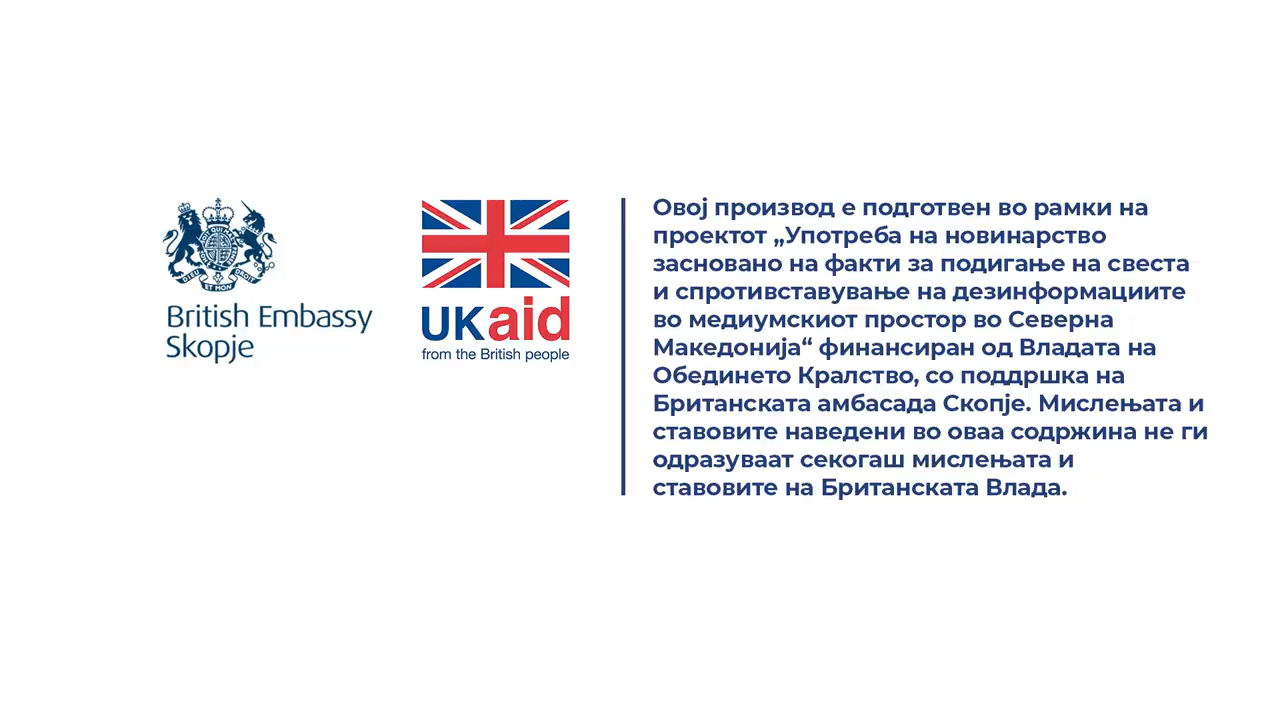 British Embassy
Skopje
UKaid
from the British people
Овој производ е подготвен во рамки на
проектот „Употреба на новинарство
засновано на факти за подигање на свеста
и спротивставување на дезинформациите
во медиумскиот простор во Северна
Македонија“ финансиран од Владата на
Обединето Кралство, со поддршка на
Британската амбасада Скопје. Мислењата и
ставовите наведени во оваа содржина не ги
одразуваат секогаш мислењата и
ставовите на Британската Влада.